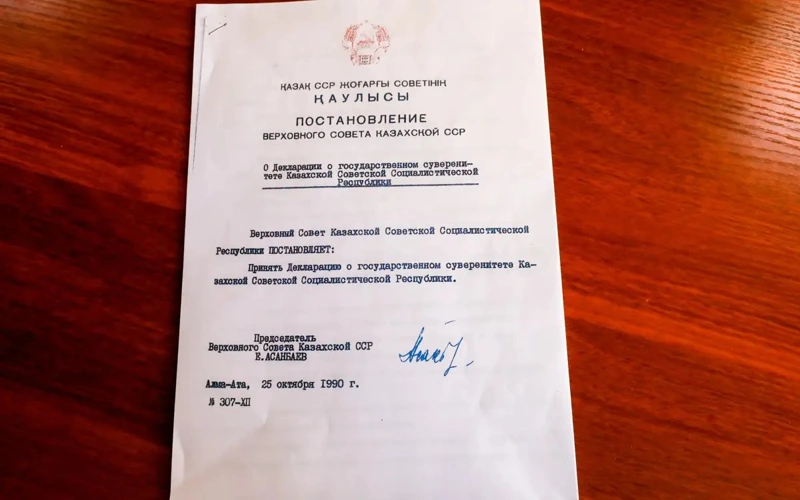 ҚАЗАҚ ССР ЖОҒАРҒЫ СОВЕТІНІҢ
ҚАУЛЫСЫ
ПОСТАНОВЛЕНИЕ
ВЕРХОВНОГО СОВЕТА КАЗАХСКОЙ ССР
О Декларации о государственном суверени-
тете Казахской Советской Социалистической
Республики
Верховный Совет Казахской Советской Социалистической
Республики ПОСТАНОВЛЯЕТ:
Принять Декларацию о государственном суверенитете Ка-
захской Советской Социалистической Республики.
Председатель
Верховного Совета Казахской ССР
Е.АСАНБАЕВ
Алма-Ата, 25 октября 1990 г.
№ 307-XII